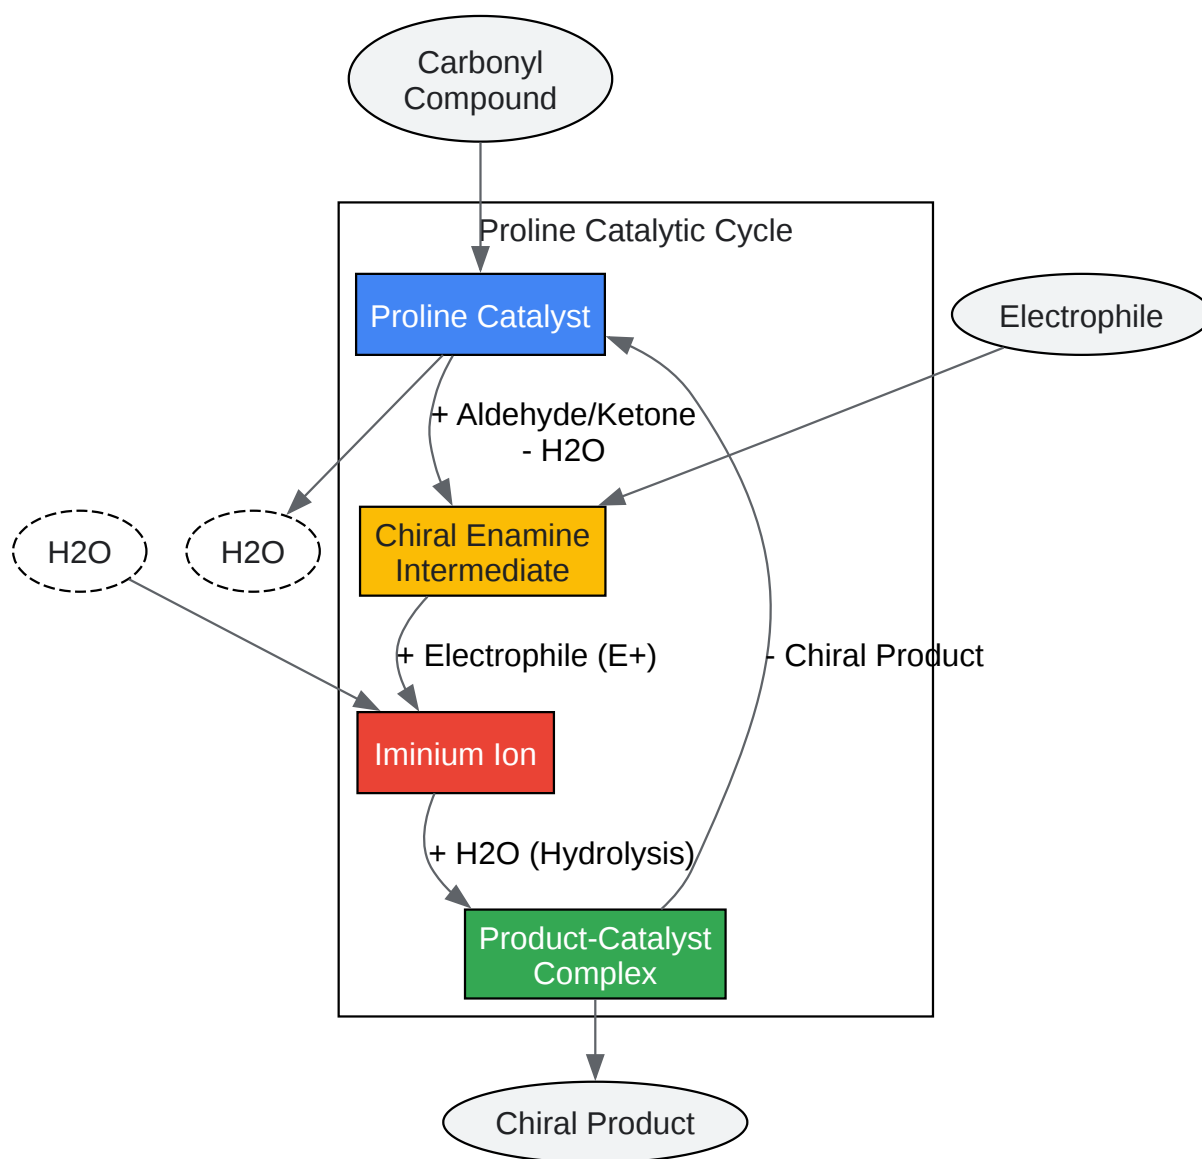 Carbonyl
Compound
Proline Catalytic Cycle
Proline Catalyst
Electrophile
+ Aldehyde/Ketone
- H2O
H2O
H2O
Chiral Enamine
Intermediate
+ Electrophile (E+)
- Chiral Product
Iminium Ion
+ H2O (Hydrolysis)
Product-Catalyst
Complex
Chiral Product